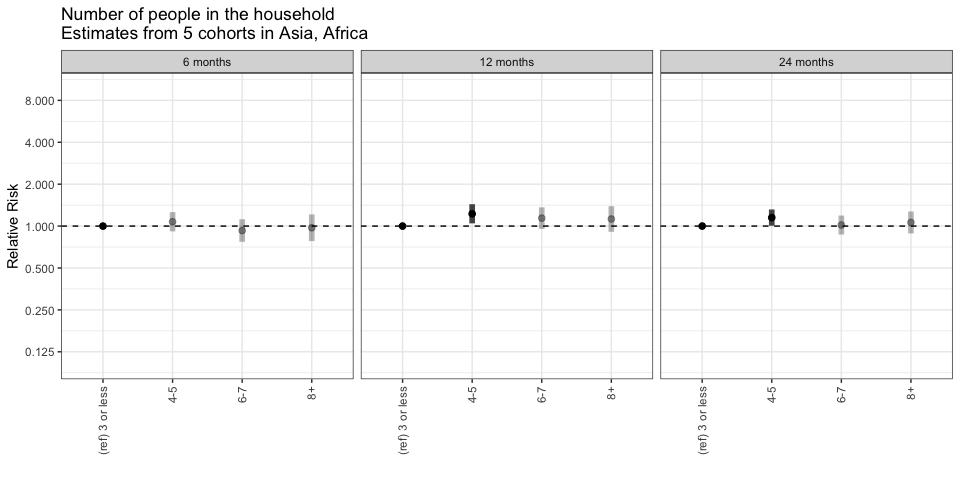 Number of people in the household
Estimates from 5 cohorts in Asia, Africa
6 months
12 months
24 months
Relative Risk
8.000
4.000
2.000
1.000
0.500
0.250
0.125
(ref) 3 or less
4-5
6-7
8+
(ref) 3 or less
4-5
6-7
8+
(ref) 3 or less
4-5
6-7
8+